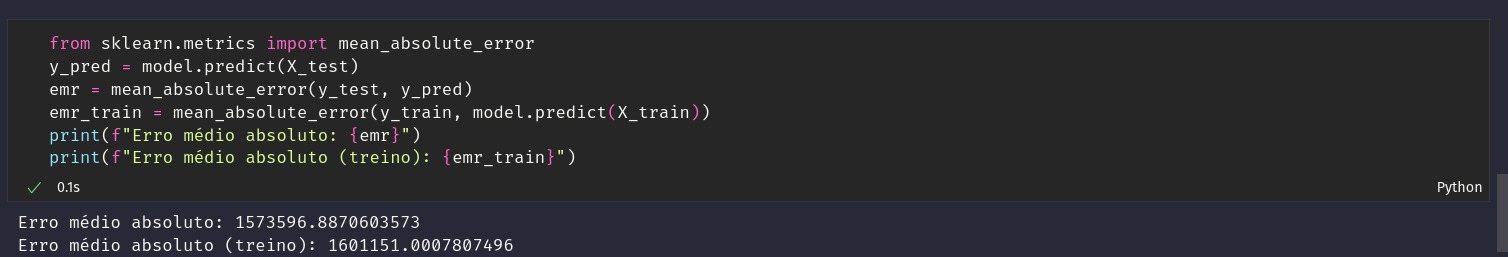 from sklearn.metrics import mean_absolute_error
y_pred = model.predict(X_test)
emr = mean_absolute_error(y_test, y_pred)
emr_train = mean_absolute_error(y_train, model.predict(X_train))
print(f"Erro médio absoluto: {emr}")
print(f"Erro médio absoluto (treino): {emr_train}")
0.1s
Python
Erro médio absoluto: 1573596.8870603573
Erro médio absoluto (treino): 1601151.0007807496